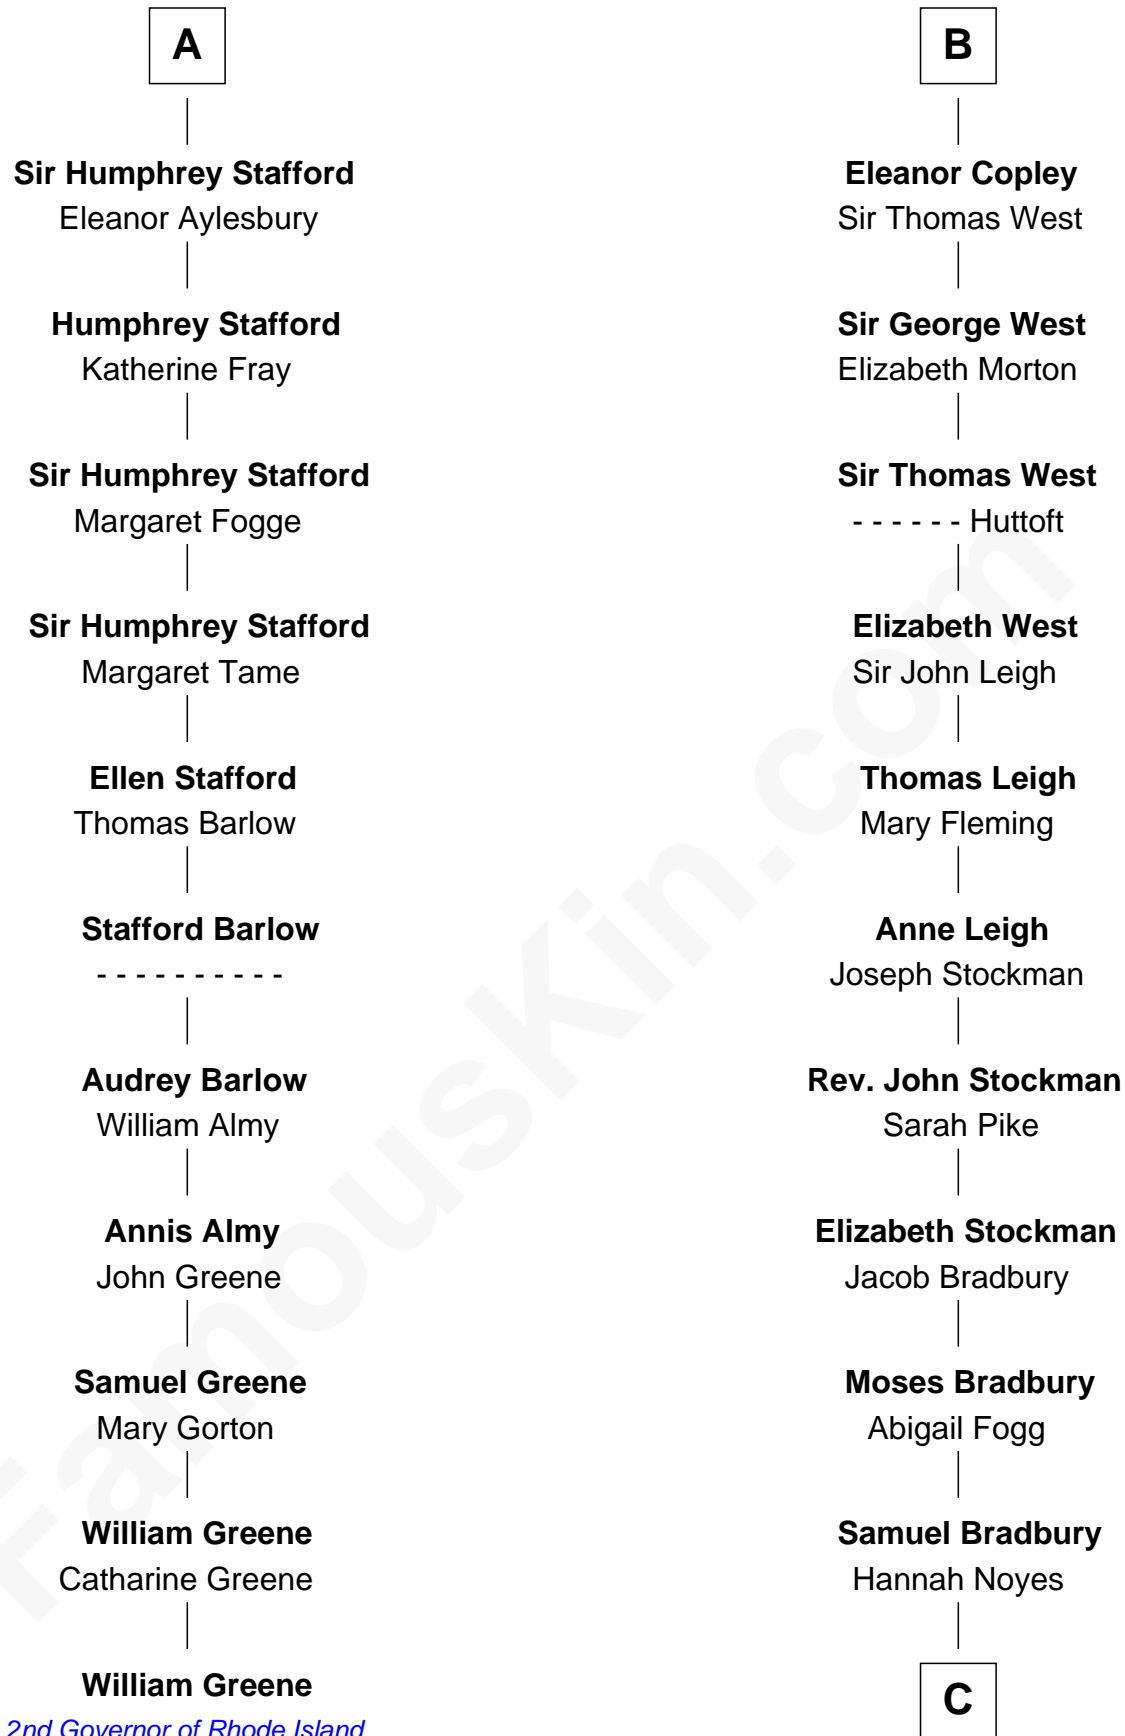 A
Sir Humphrey Stafford
Eleanor Aylesbury
Humphrey Stafford
Katherine Fray
Sir Humphrey Stafford
Margaret Fogge
Sir Humphrey Stafford
Margaret Tame
Ellen Stafford
Thomas Barlow
Stafford Barlow
- - - - - - - - - -
Audrey Barlow
William Almy
Annis Almy
John Greene
Samuel Greene
Mary Gorton
William Greene
Catharine Greene
William Greene
2nd Governor of Rhode Island
B
Eleanor Copley
Sir Thomas West
Sir George West
Elizabeth Morton
Sir Thomas West
- - - - - - Huttoft
Elizabeth West
Sir John Leigh
Thomas Leigh
Mary Fleming
Anne Leigh
Joseph Stockman
Rev. John Stockman
Sarah Pike
Elizabeth Stockman
Jacob Bradbury
Moses Bradbury
Abigail Fogg
Samuel Bradbury
Hannah Noyes
C
FamousKin.com